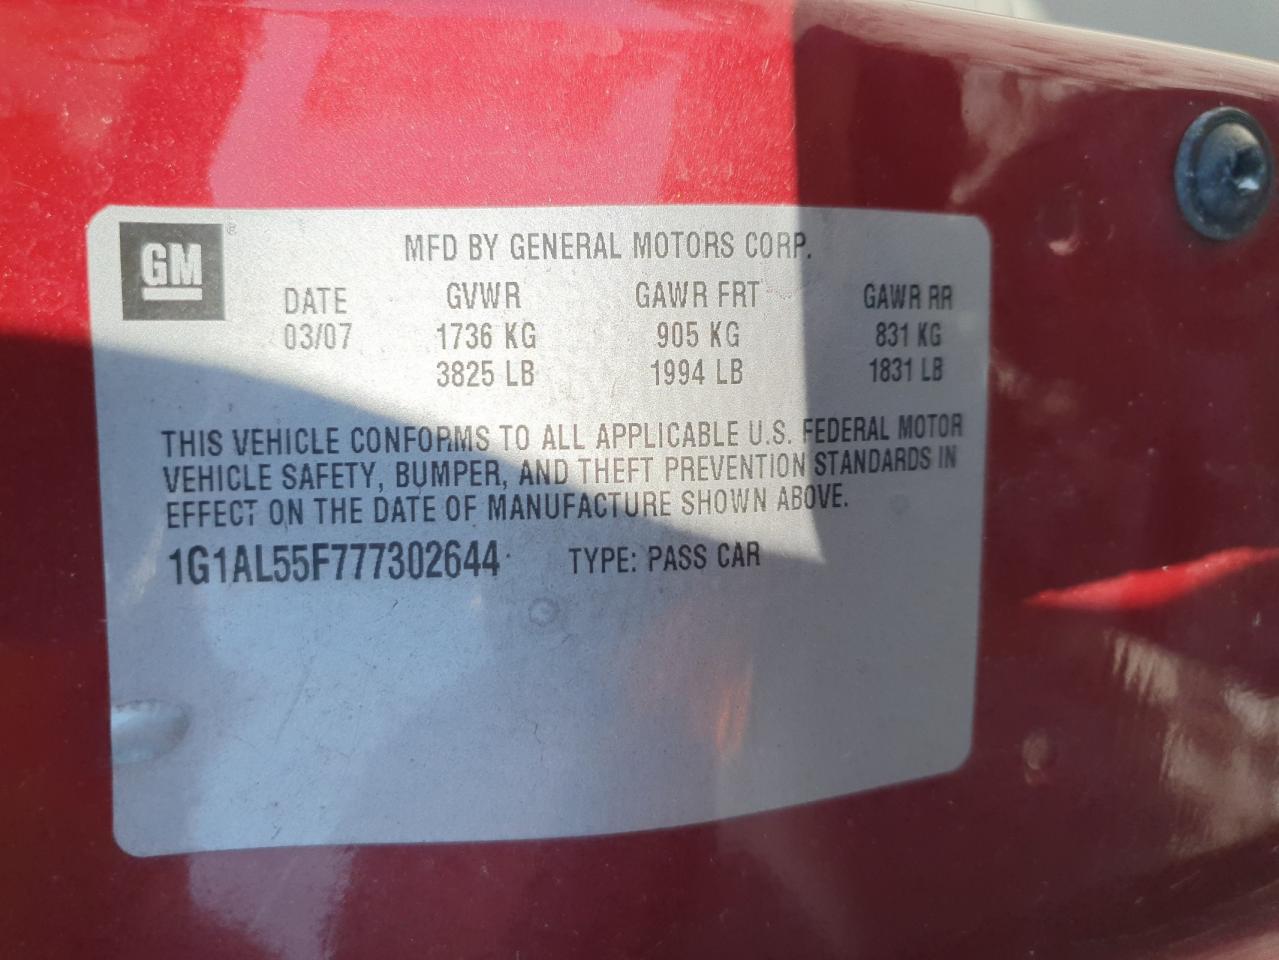 GM®
MFD BY GENERAL MOTORS CORP.
DATE GVWR GAWR FRT GAWR RR
03/07 1736 KG 905 KG 831 KG
3825 LB 1994 LB 1831 LB
THIS VEHICLE CONFORMS TO ALL APPLICABLE U.S. FEDERAL MOTOR
VEHICLE SAFETY, BUMPER, AND THEFT PREVENTION STANDARDS IN
EFFECT ON THE DATE OF MANUFACTURE SHOWN ABOVE.
1G1AL55F777302644 TYPE: PASS CAR